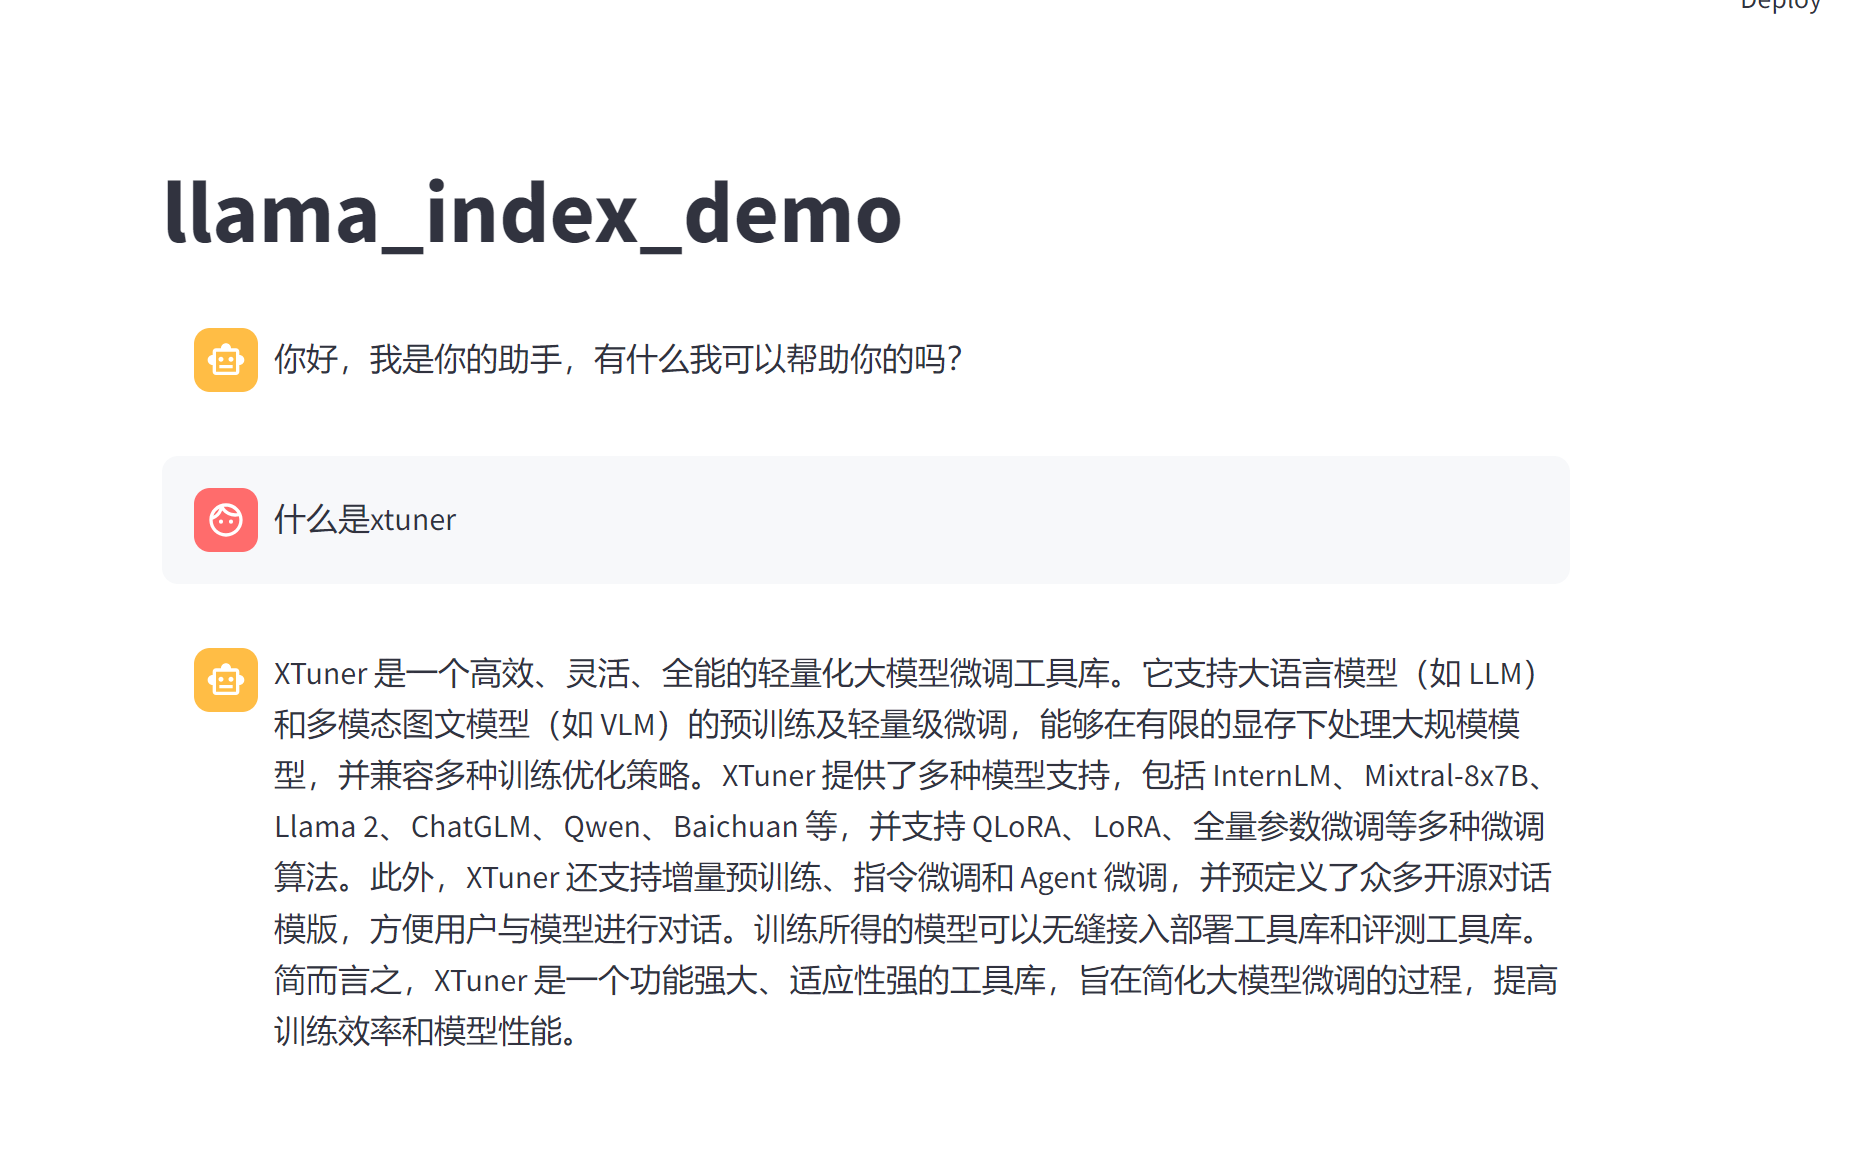 Deploy
llama_index_demo
你好，我是你的助手，有什么我可以帮助你的吗？
什么是xtuner
XTuner 是一个高效、灵活、全能的轻量化大模型微调工具库。它支持大语言模型（如 LLM）
和多模态图文模型（如 VLM）的预训练及轻量级微调，能够在有限的显存下处理大规模模
型，并兼容多种训练优化策略。XTuner 提供了多种模型支持，包括 InternLM、Mixtral-8x7B、
Llama 2、ChatGLM、Qwen、Baichuan 等，并支持 QLoRA、LoRA、全量参数微调等多种微调
算法。此外，XTuner 还支持增量预训练、指令微调和 Agent 微调，并预定义了众多开源对话
模版，方便用户与模型进行对话。训练所得的模型可以无缝接入部署工具库和评测工具库。
简而言之，XTuner 是一个功能强大、适应性强的工具库，旨在简化大模型微调的过程，提高
训练效率和模型性能。